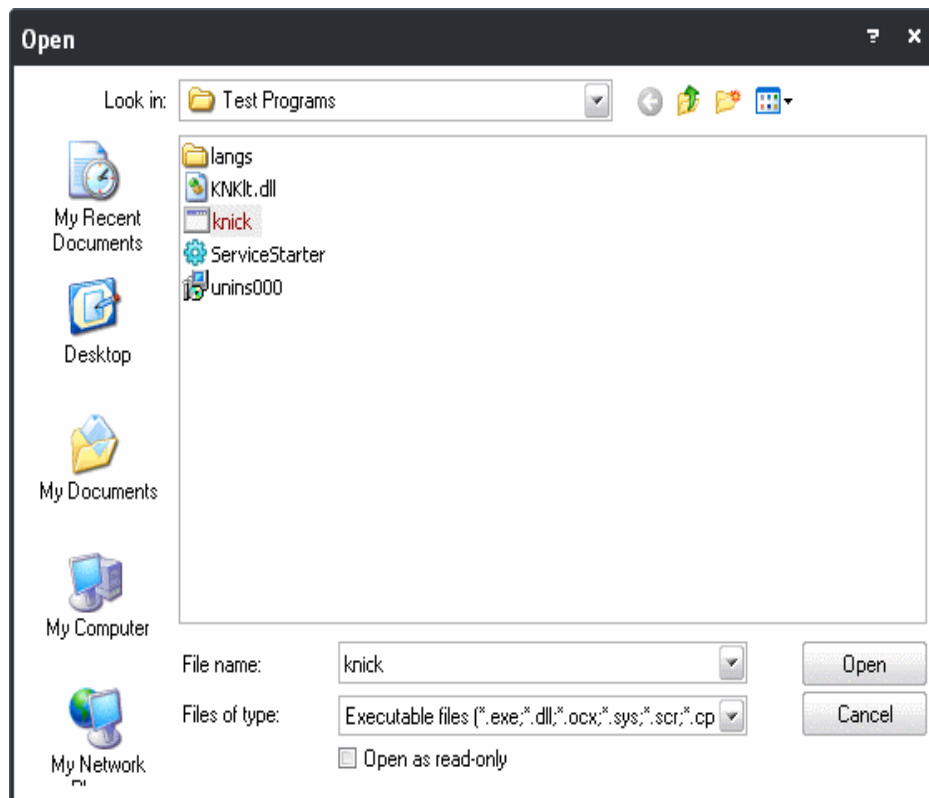 Open
Look in: Test Programs
My Recent
Documents
Desktop
My Documents
My Computer
My Network
langs
KNKlt.dll
knick
ServiceStarter
unins000
File name: knick Open
Files of type: Executable files (*.exe;*.dll;*.ocx;*.sys;*.scr;*.cp Cancel
Open as read-only